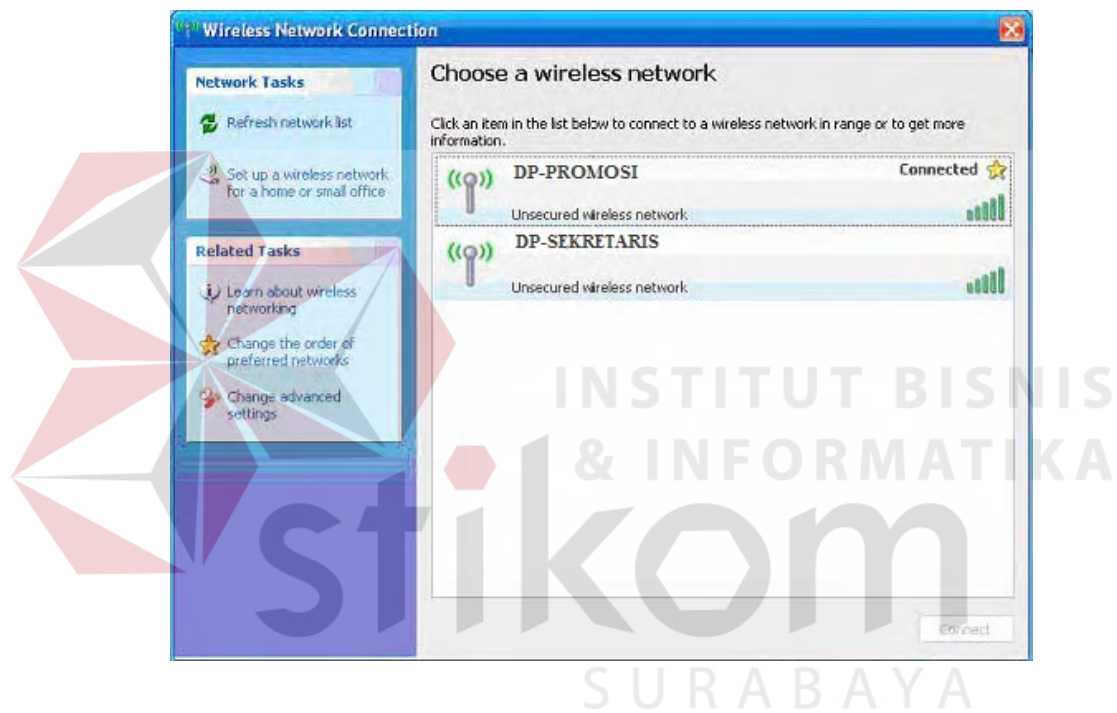 Wireless Network Connection
Network Tasks
Refresh network list
Set up a wireless network
for a home or small office
Related Tasks
Learn about wireless
networking
Change the order of
preferred networks
Change advanced
settings
Choose a wireless network
Click an item in the list below to connect to a wireless network in range or to get more
information.
DP-PROMOSI
Connected
Unsecured wireless network
DP-SEKRETARIS
Unsecured wireless network
Connect
INSTITUT BISNIS
& INFORMATIKA
stikom
SURABAYA